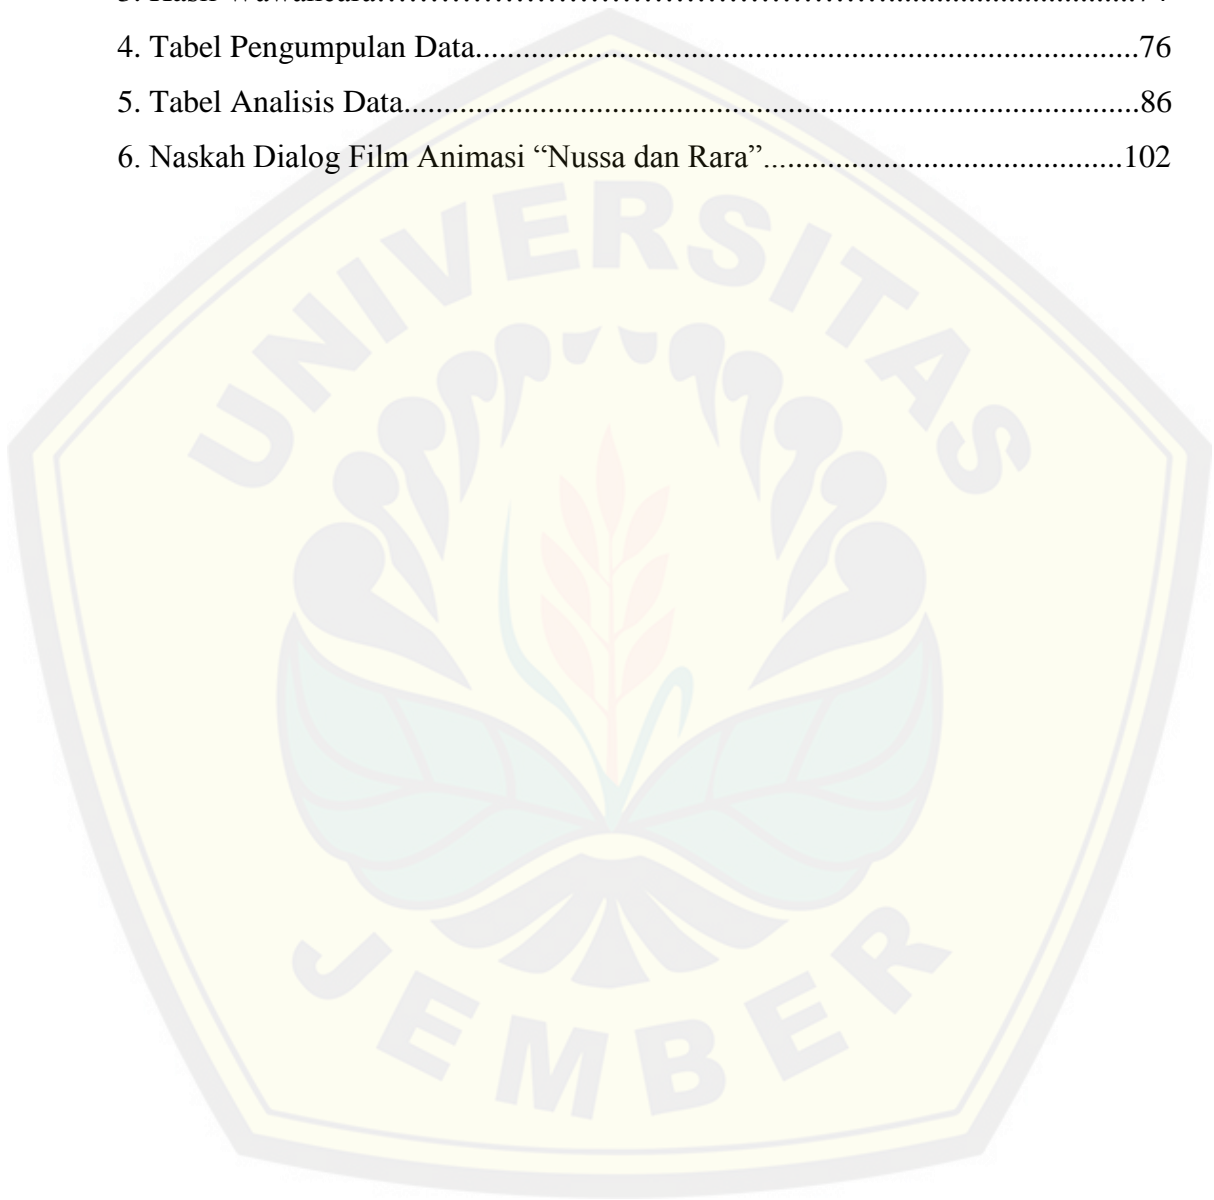 4. Tabel Pengumpulan Data....................................................................................76
5. Tabel Analisis Data.............................................................................................86
6. Naskah Dialog Film Animasi “Nussa dan Rara”..............................................102
UNIVERSITAS
JEMBER